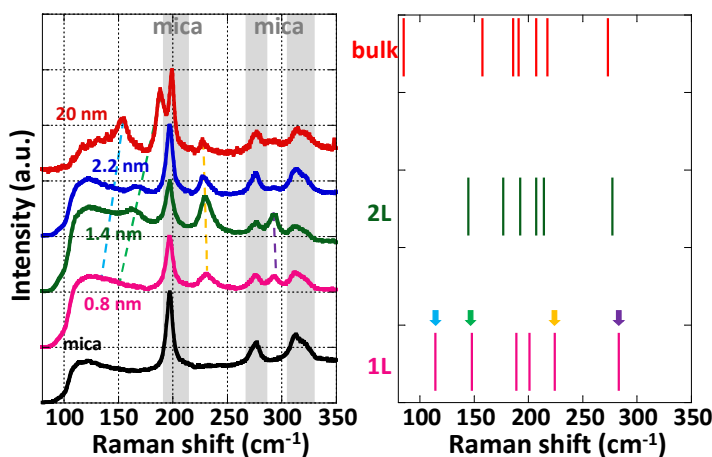 mica mica
20 nm
2.2 nm
1.4 nm
0.8 nm
mica
Intensity (a.u.)
100 150 200 250 300 350
Raman shift (cm⁻¹)
bulk
2L
1L
100 150 200 250 300 350
Raman shift (cm⁻¹)